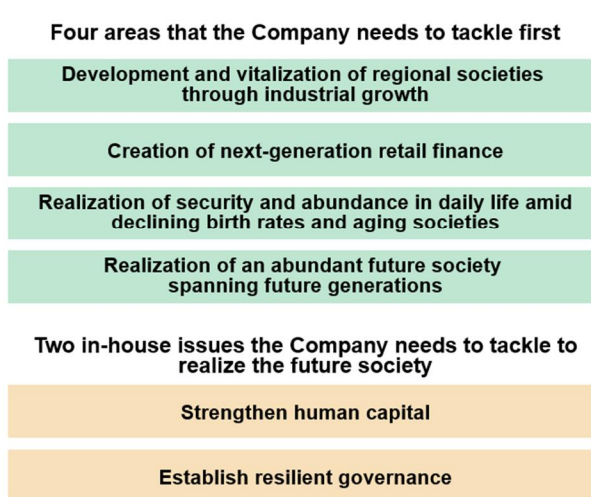 Four areas that the Company needs to tackle first
Development and vitalization of regional societies
through industrial growth
Creation of next-generation retail finance
Realization of security and abundance in daily life amid
declining birth rates and aging societies
Realization of an abundant future society
spanning future generations
Two in-house issues the Company needs to tackle to
realize the future society
Strengthen human capital
Establish resilient governance